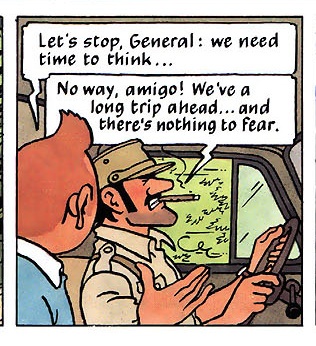 Let's stop, General: we need
time to think...
No way, amigo! We've a
long trip ahead...and
there's nothing to fear.